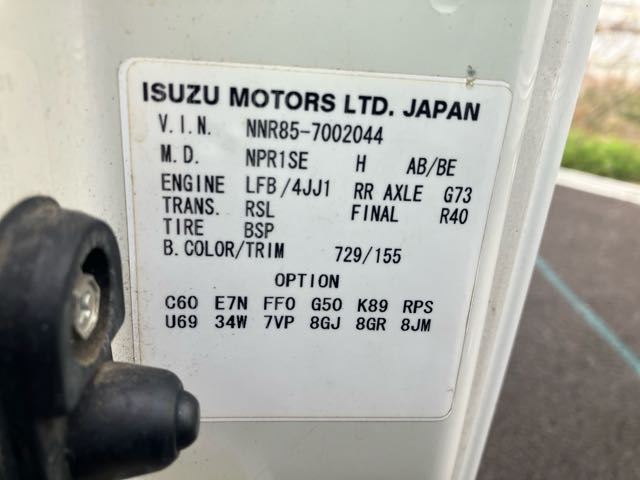 ISUZU MOTORS LTD. JAPAN
V.I.N. NNR85-7002044
M.D. NPR1SE H AB/BE
ENGINE LFB/4JJ1 RR AXLE G73
TRANS. RSL FINAL R40
TIRE BSP
B.COLOR/TRIM 729/155
OPTION
C60 E7N FF0 G50 K89 RPS
U69 34W 7VP 8GJ 8GR 8JM